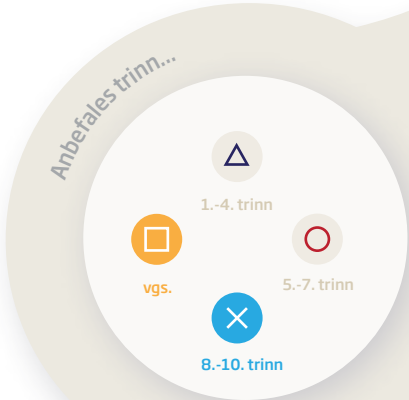 Anbefales trinn...
1.-4. trinn
vgs.
5.-7. trinn
8.-10. trinn